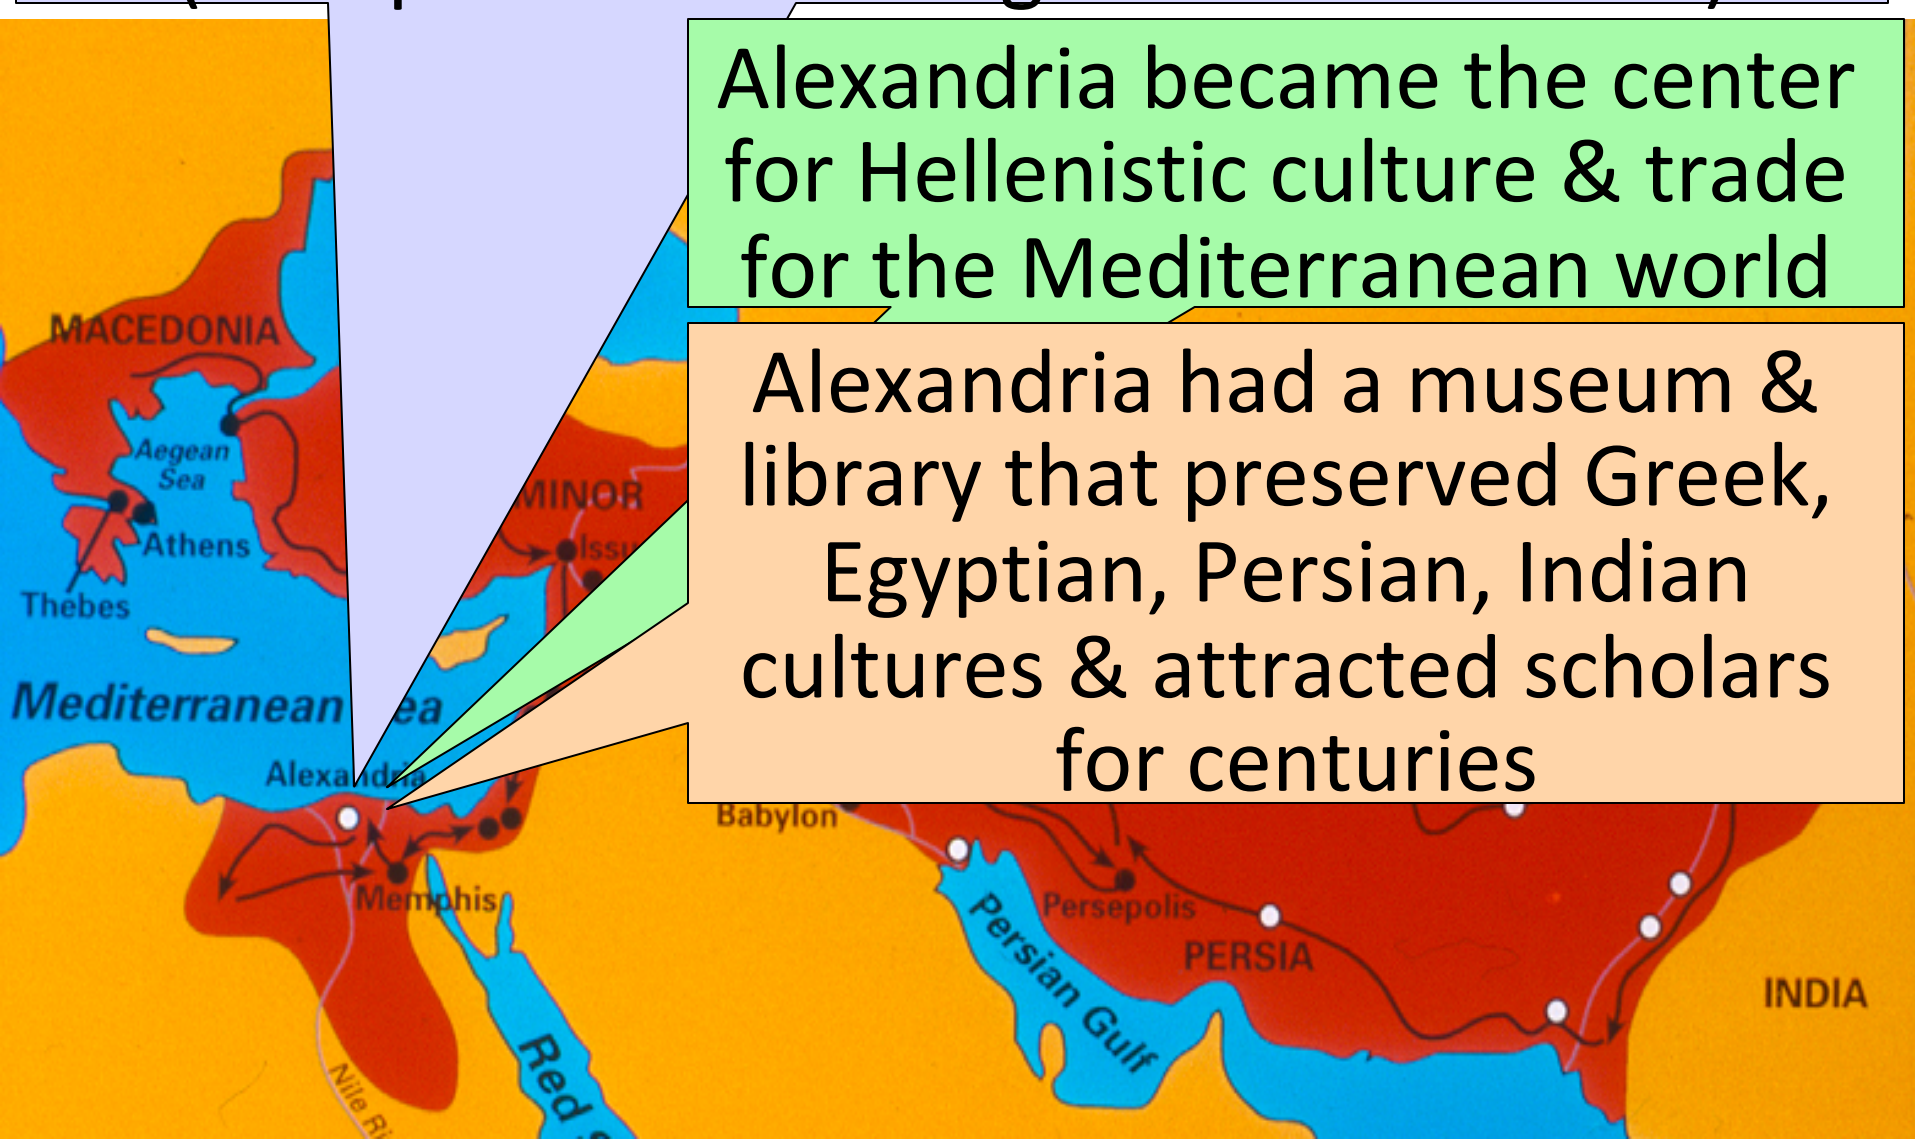 Alexandria became the center
for Hellenistic culture & trade
for the Mediterranean world
Alexandria had a museum &
library that preserved Greek,
Egyptian, Persian, Indian
cultures & attracted scholars
for centuries
MACEDONIA
Aegean
Sea
MINOR
Athens
Thebes
Mediterranean
Alexandria
Babylon
Memphis
Persepolis
PERSIA
Persian Gulf
INDIA
Nile
Red